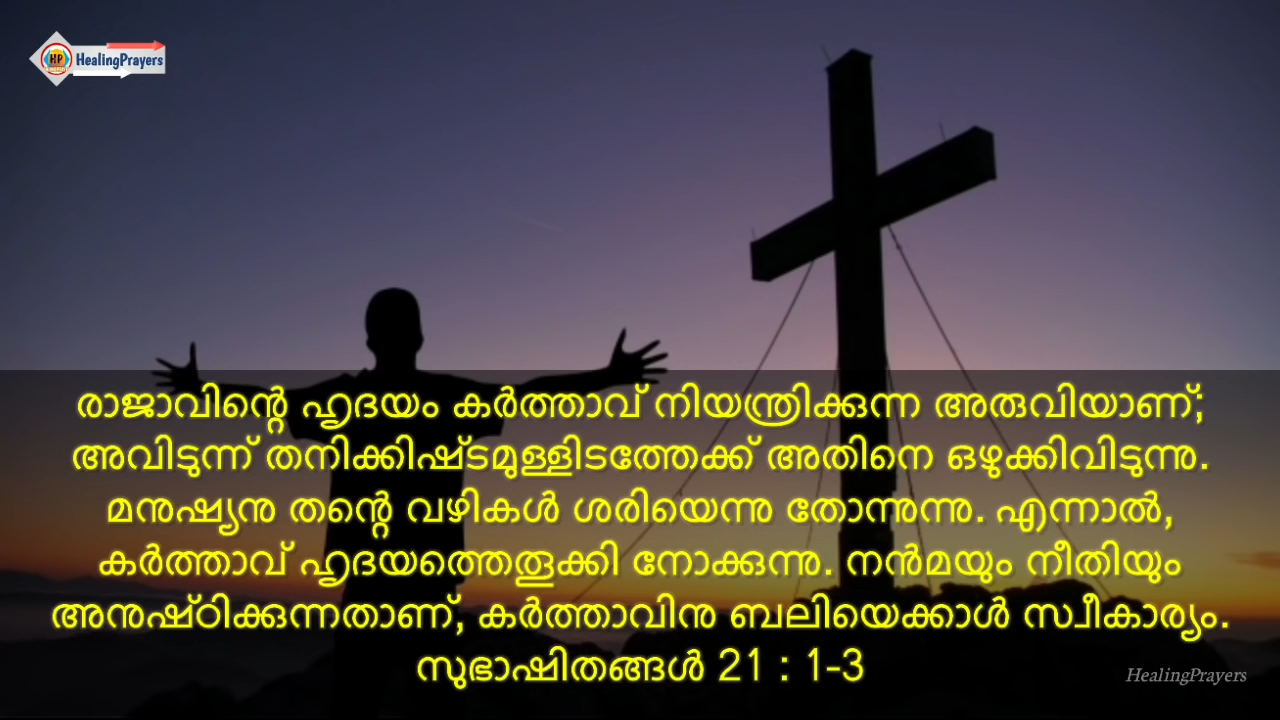 HP HealingPrayers
രാജാവിന്റെ ഹൃദയം കർത്താവ് നിയന്ത്രിക്കുന്ന അരുവിയാണ്;
അവിടുന്ന് തനിക്കിഷ്ടമുള്ളിടത്തേക്ക് അതിനെ ഒഴുക്കിവിടുന്നു.
മനുഷ്യനു തന്റെ വഴികൾ ശരിയെന്നു തോന്നുന്നു. എന്നാൽ,
കർത്താവ് ഹൃദയത്തെതൂക്കി നോക്കുന്നു. നൻമയും നീതിയും
അനുഷ്ഠിക്കുന്നതാണ്, കർത്താവിനു ബലിയെക്കാൾ സ്വീകാര്യം.
സുഭാഷിതങ്ങൾ 21 : 1-3
HealingPrayers